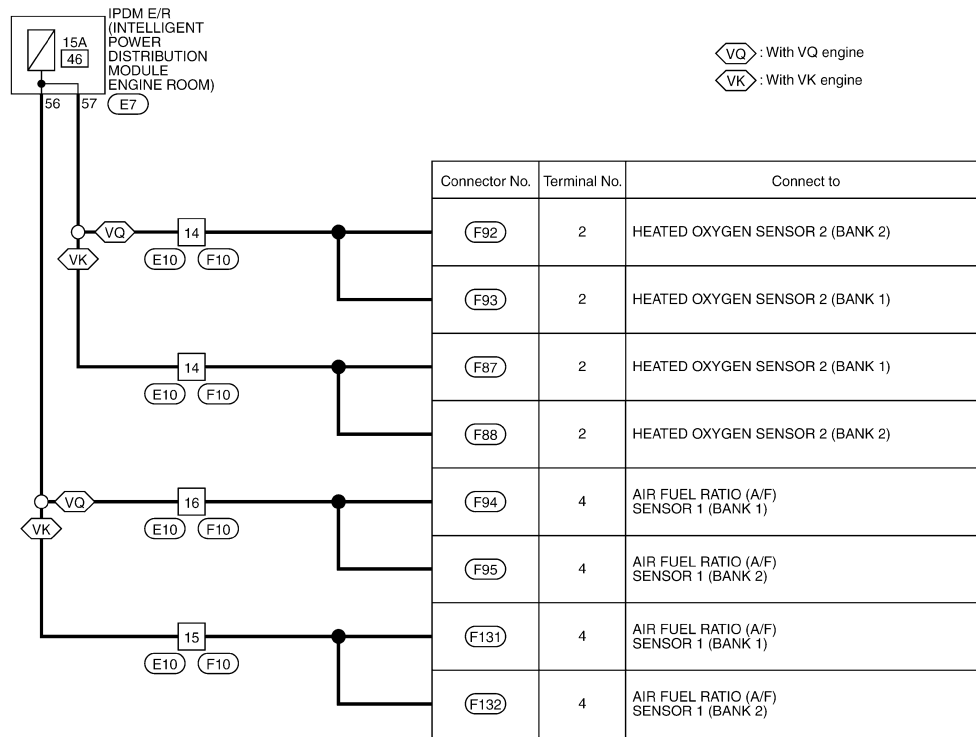 IPDM E/R
(INTELLIGENT
POWER
DISTRIBUTION
MODULE
ENGINE ROOM)
15A
46
56
57
E7
VQ : With VQ engine
VK : With VK engine
Connector No. Terminal No. Connect to
VQ 14 F92 2 HEATED OXYGEN SENSOR 2 (BANK 2)
VK E10 F10
F93 2 HEATED OXYGEN SENSOR 2 (BANK 1)
14 F87 2 HEATED OXYGEN SENSOR 2 (BANK 1)
E10 F10
F88 2 HEATED OXYGEN SENSOR 2 (BANK 2)
VQ 16 F94 4 AIR FUEL RATIO (A/F)
SENSOR 1 (BANK 1)
VK E10 F10
F95 4 AIR FUEL RATIO (A/F)
SENSOR 1 (BANK 2)
15 F131 4 AIR FUEL RATIO (A/F)
SENSOR 1 (BANK 1)
E10 F10
F132 4 AIR FUEL RATIO (A/F)
SENSOR 1 (BANK 2)